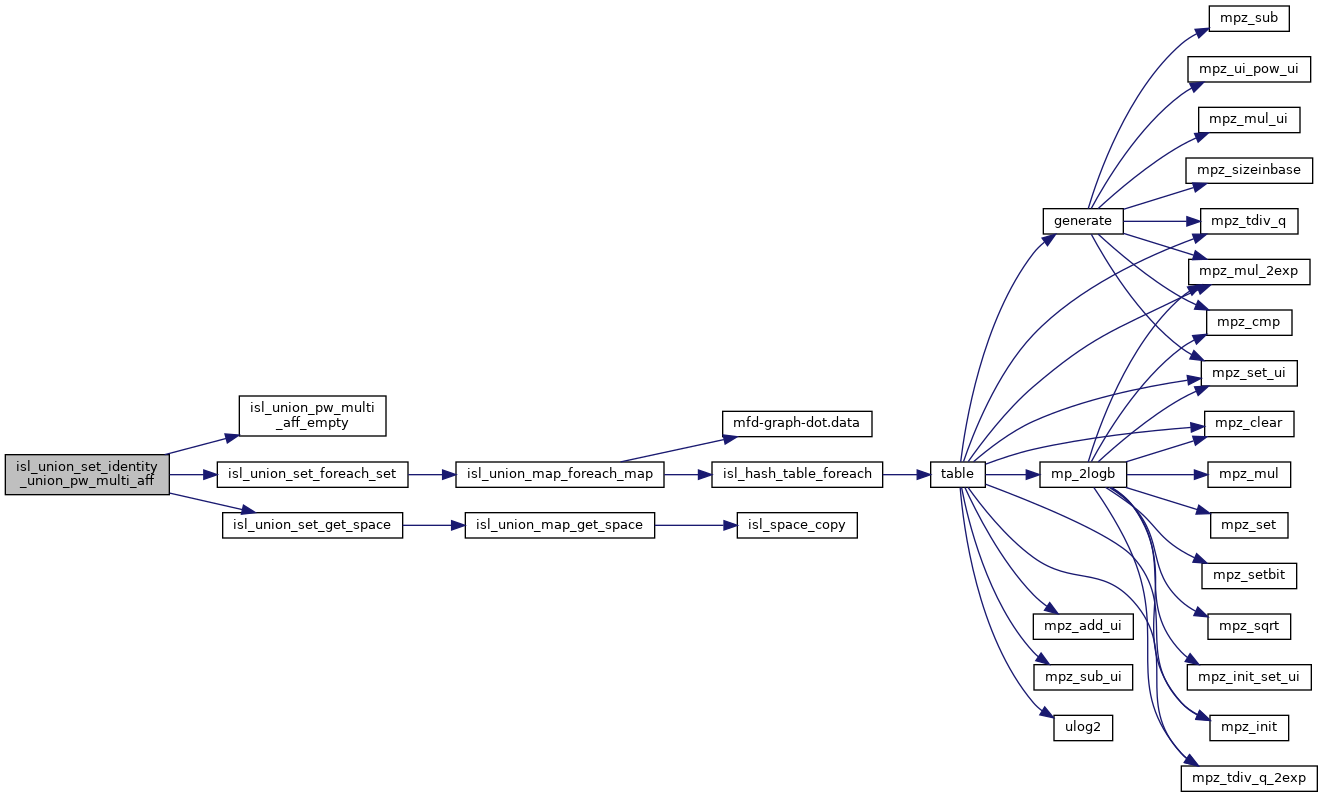 mpz_sub
mpz_ui_pow_ui
mpz_mul_ui
mpz_sizeinbase
generate
mpz_tdiv_q
mpz_mul_2exp
mpz_cmp
mpz_set_ui
isl_union_pw_multi
_aff_empty
mfd-graph-dot.data
mpz_clear
isl_union_set_identity
_union_pw_multi_aff
isl_union_set_foreach_set
isl_union_map_foreach_map
isl_hash_table_foreach
table
mp_2logb
mpz_mul
isl_union_set_get_space
isl_union_map_get_space
isl_space_copy
mpz_set
mpz_setbit
mpz_add_ui
mpz_sqrt
mpz_sub_ui
mpz_init_set_ui
ulog2
mpz_init
mpz_tdiv_q_2exp